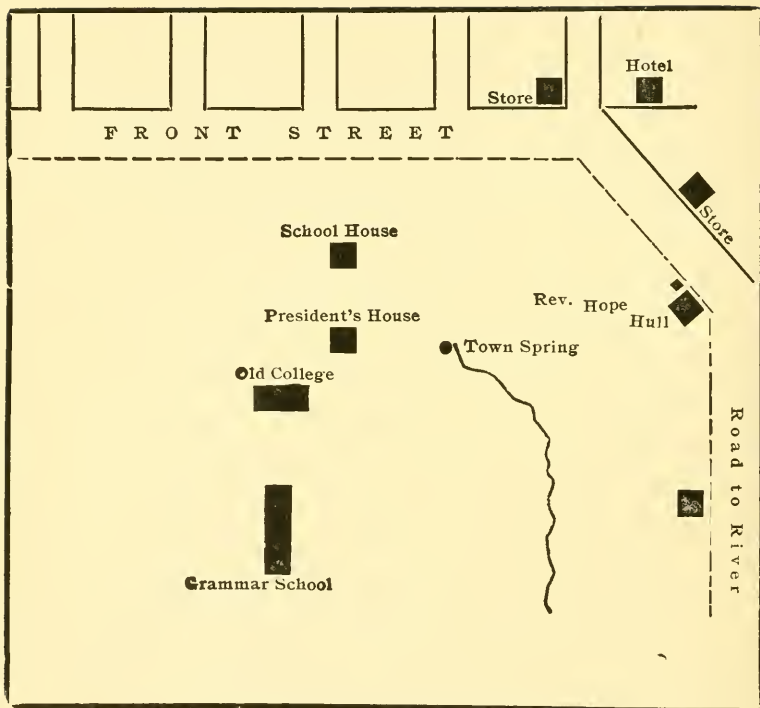 Hotel
Store
FRONT STREET
Store
School House
Rev. Hope Hull
President's House
Town Spring
Old College
Road to River
Grammar School